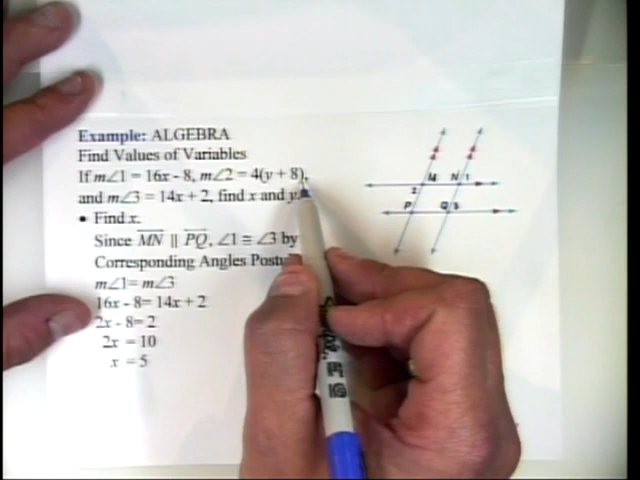 Example: ALGEBRA
Find Values of Variables
If m∠1 = 16x - 8, m∠2 = 4(y + 8),
and m∠3 = 14x + 2, find x and y.
• Find x.
Since MN || PQ, ∠1 ≅ ∠3 by
Corresponding Angles
m∠1= m∠3
16x - 8= 14x + 2
2x - 8= 2
2x = 10
x = 5
M N 1
2
P Q 3